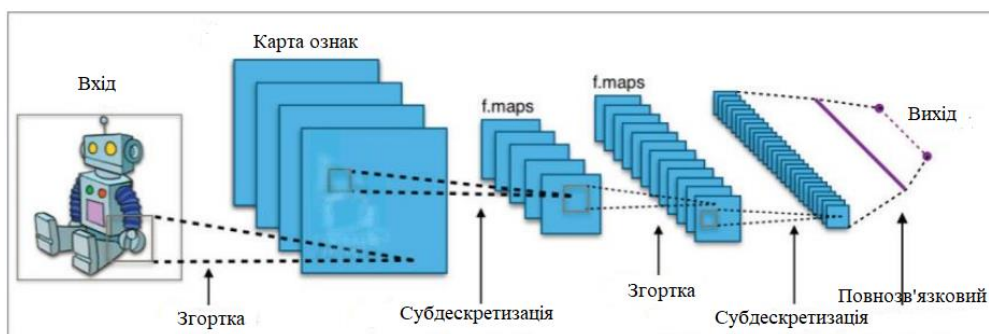 Карта ознак
Вхід
f.maps
f.maps
Вихід
Згортка
Субдескретизація
Згортка
Субдескретизація
Повнозв'язковий